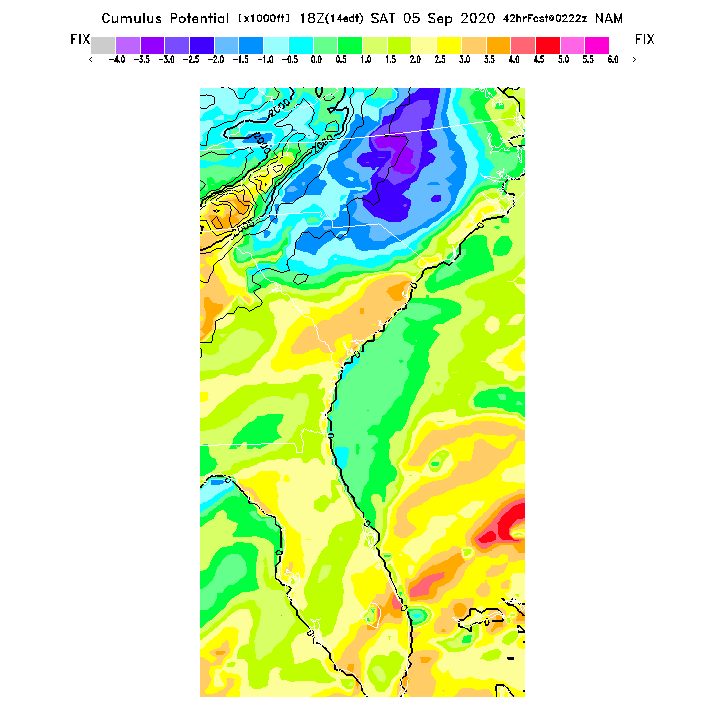 Cumulus Potential [x1000ft] 18Z(14edt) SAT 05 Sep 2020 42hrFcst@0222z NAM
FIX FIX
< -4.0 -3.5 -3.0 -2.5 -2.0 -1.5 -1.0 -0.5 0.0 0.5 1.0 1.5 2.0 2.5 3.0 3.5 4.0 4.5 5.0 5.5 6.0 >
2000
2000